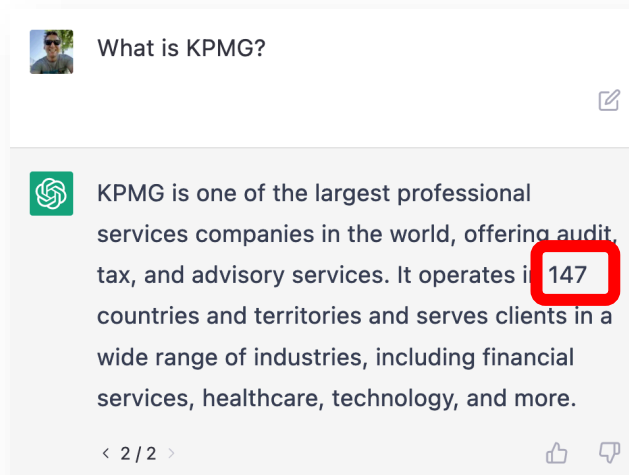 What is KPMG?
KPMG is one of the largest professional
services companies in the world, offering audit,
tax, and advisory services. It operates in 147
countries and territories and serves clients in a
wide range of industries, including financial
services, healthcare, technology, and more.
< 2 / 2 >